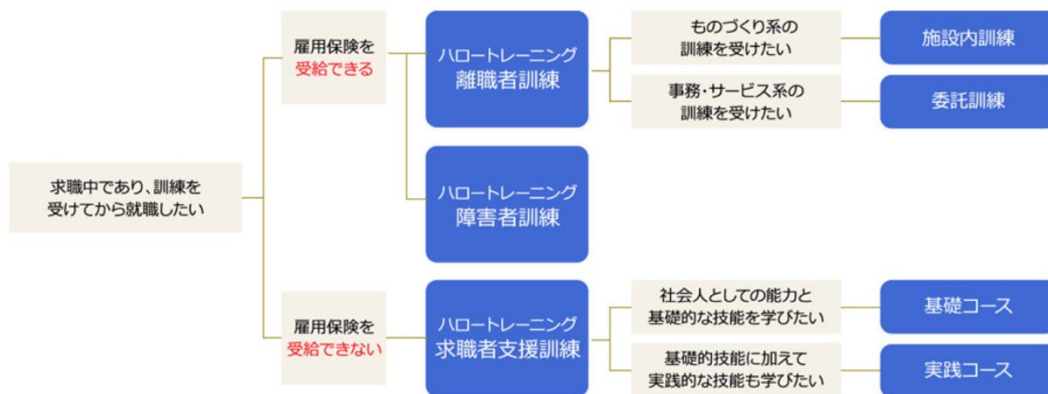 求職中であり、訓練を
受けてから就職したい
雇用保険を
受給できる
ハロートレーニング
離職者訓練
ものづくり系の
訓練を受けたい
施設内訓練
事務・サービス系の
訓練を受けたい
委託訓練
ハロートレーニング
障害者訓練
雇用保険を
受給できない
ハロートレーニング
求職者支援訓練
社会人としての能力と
基礎的な技能を学びたい
基礎コース
基礎的技能に加えて
実践的な技能も学びたい
実践コース